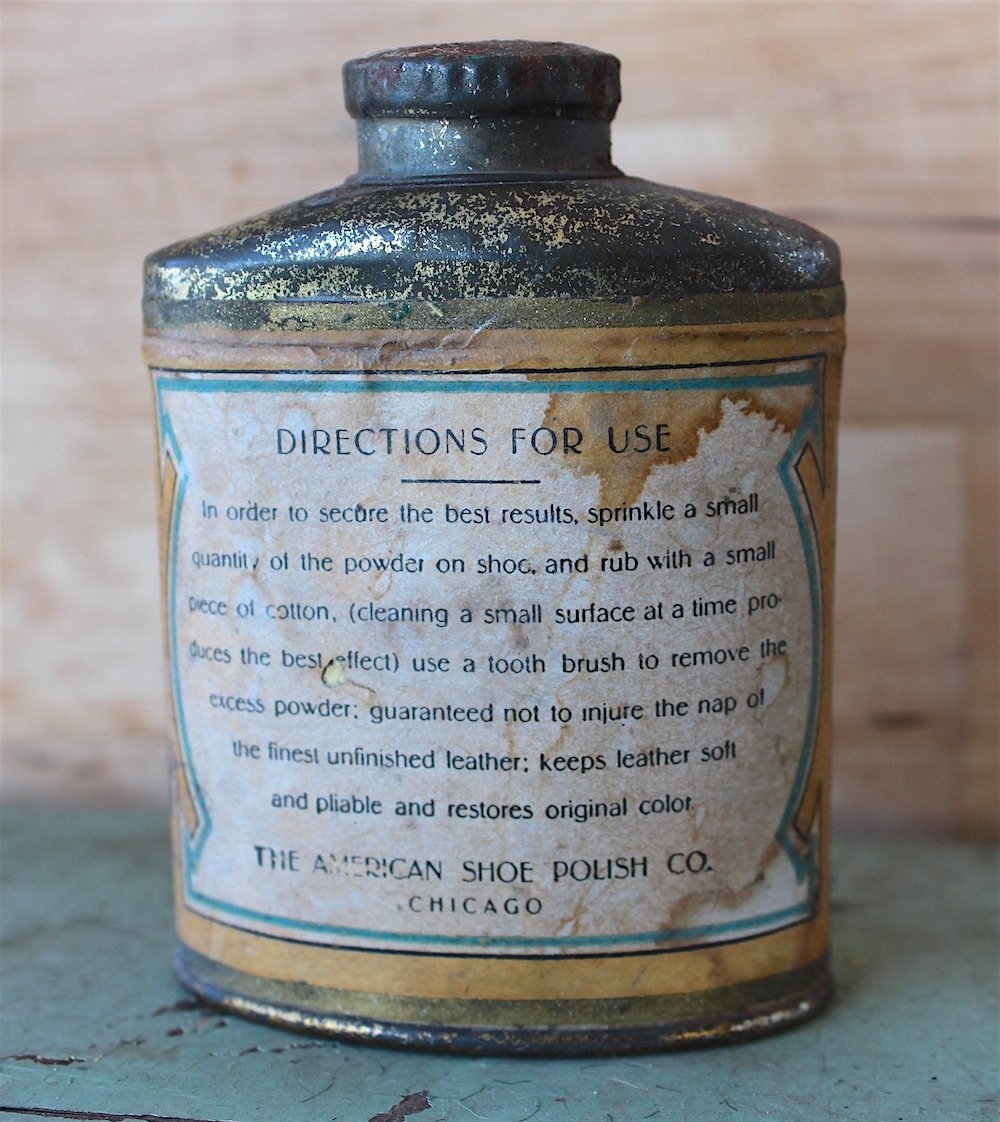 DIRECTIONS FOR USE
In order to secure the best results, sprinkle a small
quantity of the powder on shoe, and rub with a small
piece of cotton, (cleaning a small surface at a time pro-
duces the best effect) use a tooth brush to remove the
excess powder; guaranteed not to injure the nap of
the finest unfinished leather; keeps leather soft
and pliable and restores original color
THE AMERICAN SHOE POLISH CO.
CHICAGO